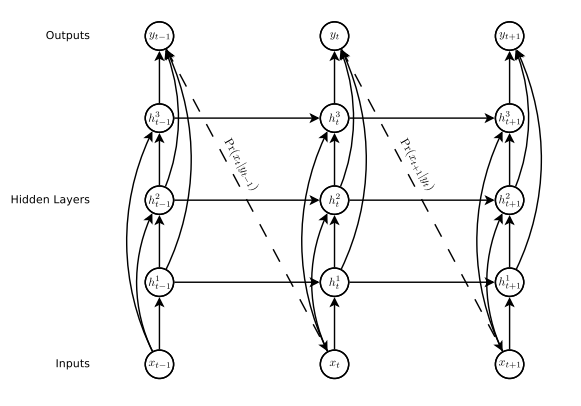 Outputs y_{t−1} y_t y_{t+1}
h^3_{t−1} h^3_t h^3_{t+1}
Pr(x_t|y_{t−1}) Pr(x_{t+1}|y_t)
Hidden Layers h^2_{t−1} h^2_t h^2_{t+1}
h^1_{t−1} h^1_t h^1_{t+1}
Inputs x_{t−1} x_t x_{t+1}